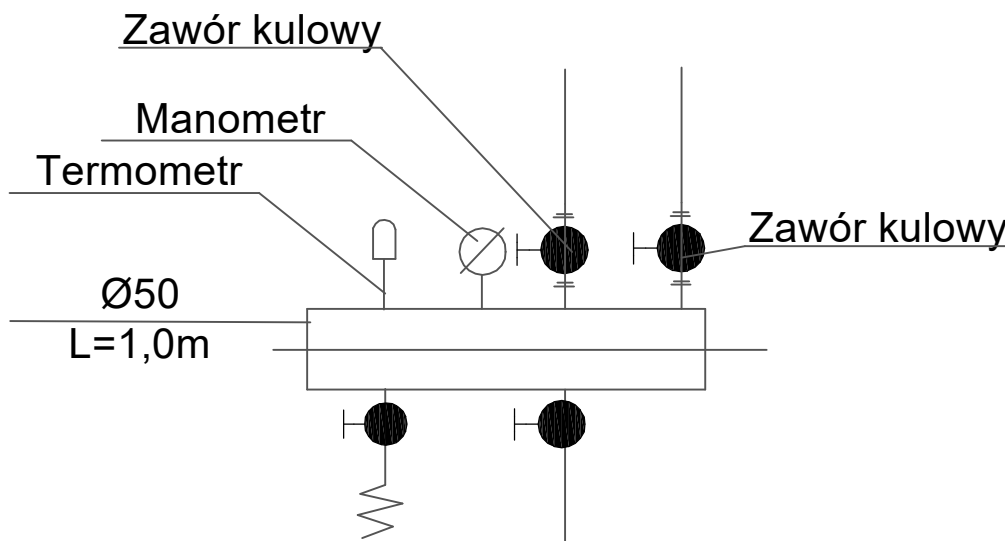 Zawór kulowy
Manometr
Termometr
Zawór kulowy
Ø50
L=1,0m